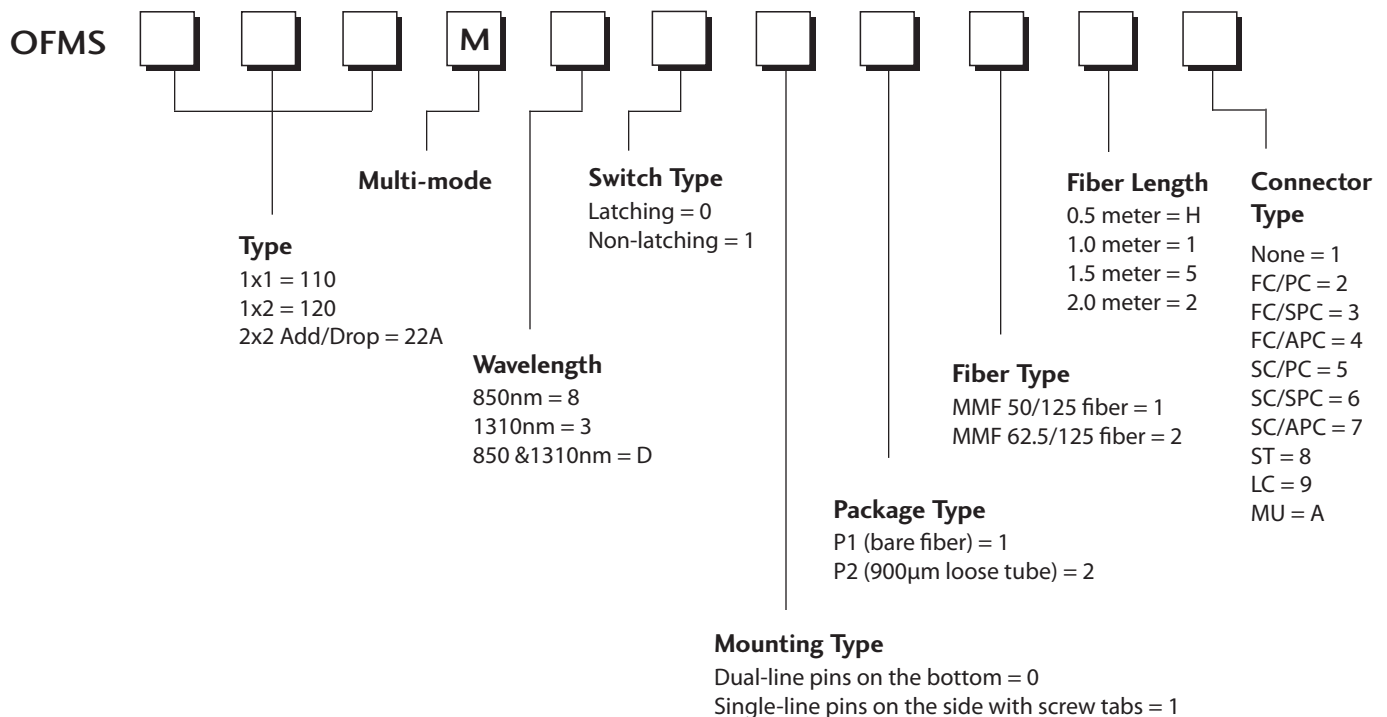 OFMS M
Multi-mode
Type
1x1 = 110
1x2 = 120
2x2 Add/Drop = 22A
Wavelength
850nm = 8
1310nm = 3
850 &1310nm = D
Switch Type
Latching = 0
Non-latching = 1
Mounting Type
Dual-line pins on the bottom = 0
Single-line pins on the side with screw tabs = 1
Package Type
P1 (bare fiber) = 1
P2 (900µm loose tube) = 2
Fiber Type
MMF 50/125 fiber = 1
MMF 62.5/125 fiber = 2
Fiber Length
0.5 meter = H
1.0 meter = 1
1.5 meter = 5
2.0 meter = 2
Connector
Type
None = 1
FC/PC = 2
FC/SPC = 3
FC/APC = 4
SC/PC = 5
SC/SPC = 6
SC/APC = 7
ST = 8
LC = 9
MU = A